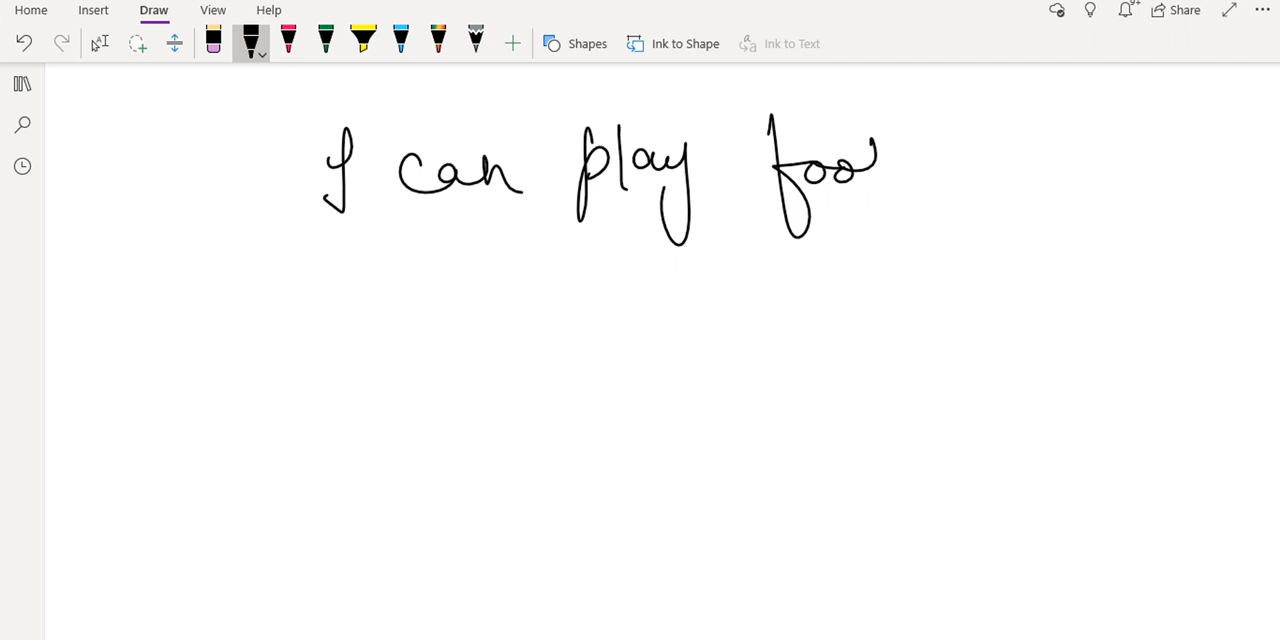 Home Insert Draw View Help
Share
Shapes Ink to Shape Ink to Text
I can play foo